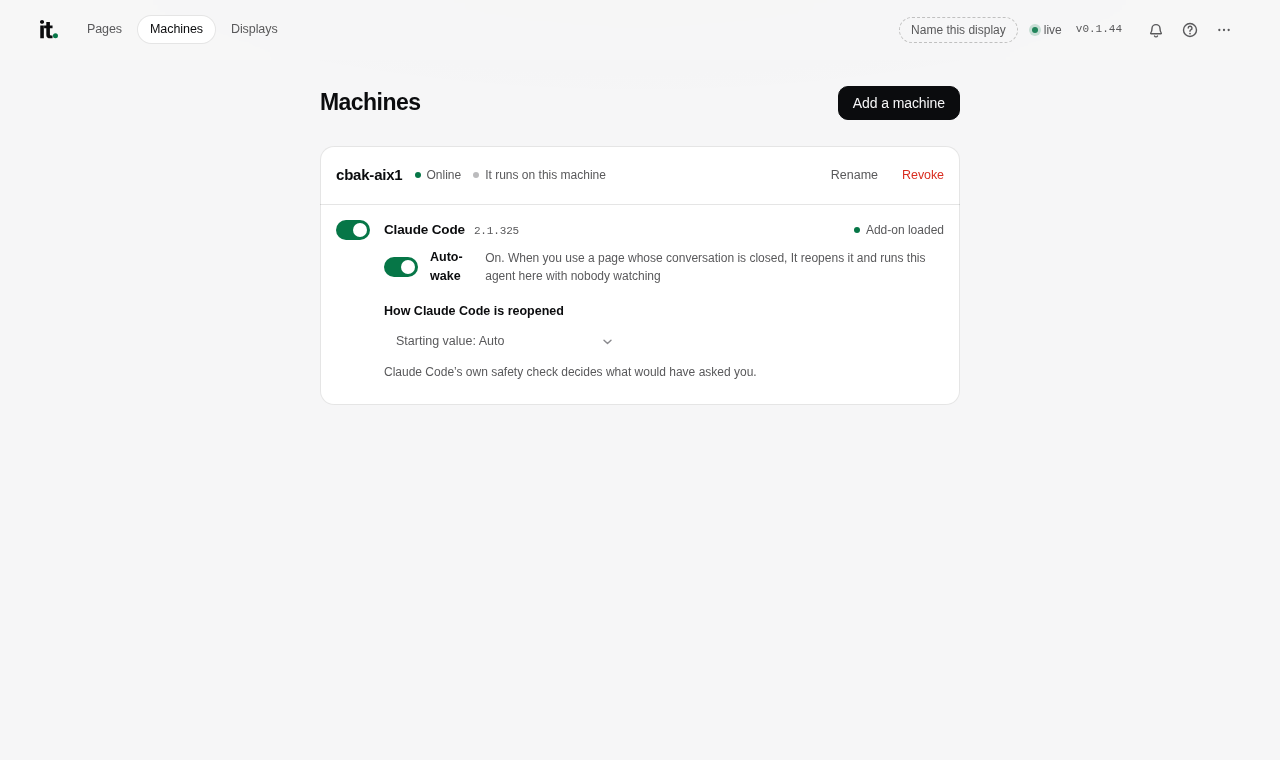 it.
Pages
Machines
Displays
Name this display
live
v0.1.44
Machines
Add a machine
cbak-aix1
Online
It runs on this machine
Rename
Revoke
Claude Code 2.1.325
Add-on loaded
Auto-
wake
On. When you use a page whose conversation is closed, It reopens it and runs this
agent here with nobody watching
How Claude Code is reopened
Starting value: Auto
Claude Code’s own safety check decides what would have asked you.